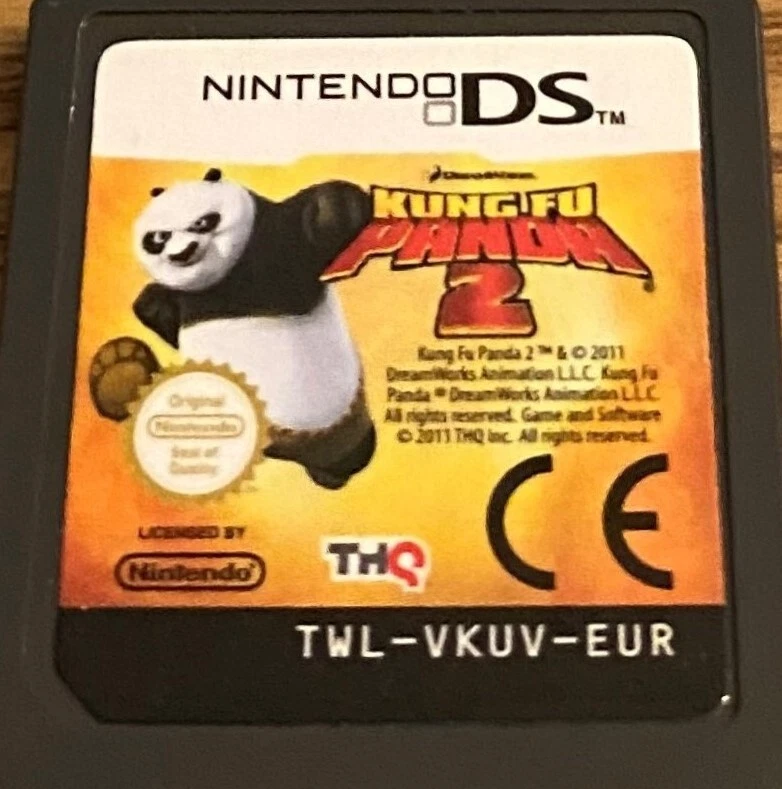 NINTENDO DS™
DreamWorks
KUNG FU
PANDA
2
Kung Fu Panda 2 ™ & © 2011
DreamWorks Animation L.L.C. Kung Fu
Panda ® DreamWorks Animation L.L.C.
All rights reserved. Game and Software
© 2011 THQ Inc. All rights reserved.
Original
Nintendo
Seal of
Quality
LICENSED BY
Nintendo
THQ
CE
TWL-VKUV-EUR